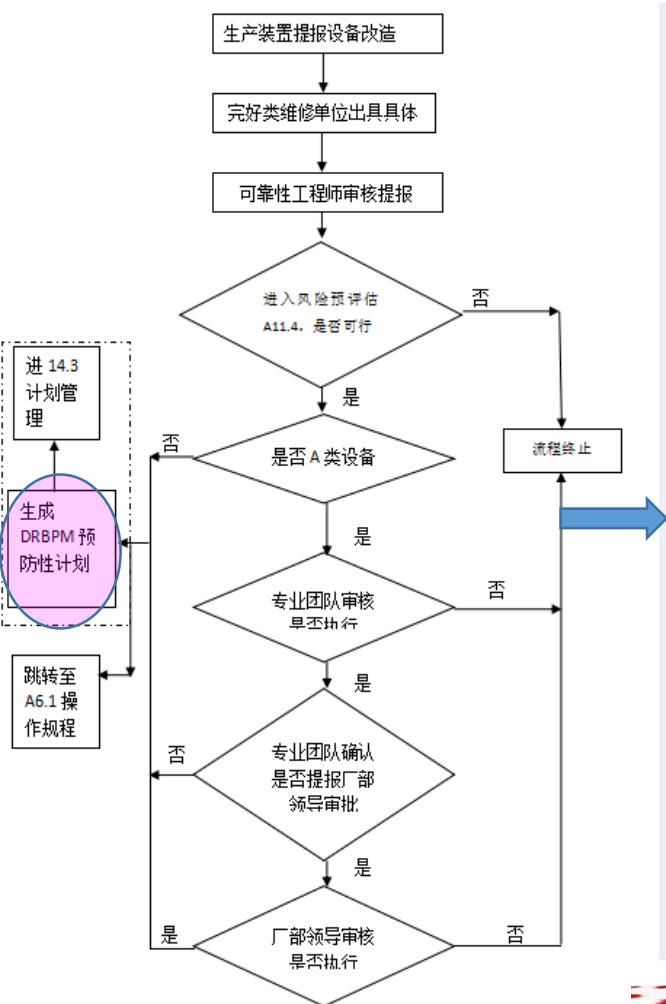 生产装置提报设备改造
完好类维修单位出具具体
可靠性工程师审核提报
进入风险预评估
A11.4，是否可行
否
是
进 14.3
计划管
理
流程终止
否
是否 A 类设备
生成
DRBPM 预
防性计划
是
专业团队审核
是否执行
否
是
跳转至
A6.1 操
作规程
否
专业团队确认
是否提报厂部
领导审批
是
是
厂部领导审核
是否执行
否